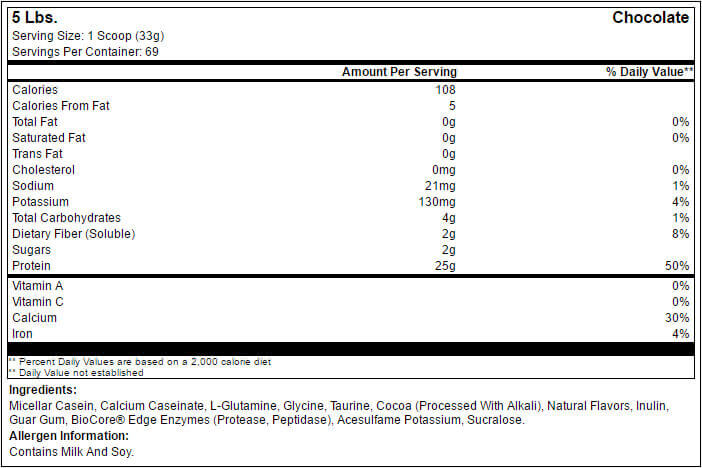 5 Lbs. Chocolate
Serving Size: 1 Scoop (33g)
Servings Per Container: 69
Amount Per Serving % Daily Value**
Calories 108
Calories From Fat 5
Total Fat 0g 0%
Saturated Fat 0g 0%
Trans Fat 0g
Cholesterol 0mg 0%
Sodium 21mg 1%
Potassium 130mg 4%
Total Carbohydrates 4g 1%
Dietary Fiber (Soluble) 2g 8%
Sugars 2g
Protein 25g 50%
Vitamin A 0%
Vitamin C 0%
Calcium 30%
Iron 4%
** Percent Daily Values are based on a 2,000 calorie diet
** Daily Value not established
Ingredients:
Micellar Casein, Calcium Caseinate, L-Glutamine, Glycine, Taurine, Cocoa (Processed With Alkali), Natural Flavors, Inulin,
Guar Gum, BioCore® Edge Enzymes (Protease, Peptidase), Acesulfame Potassium, Sucralose.
Allergen Information:
Contains Milk And Soy.